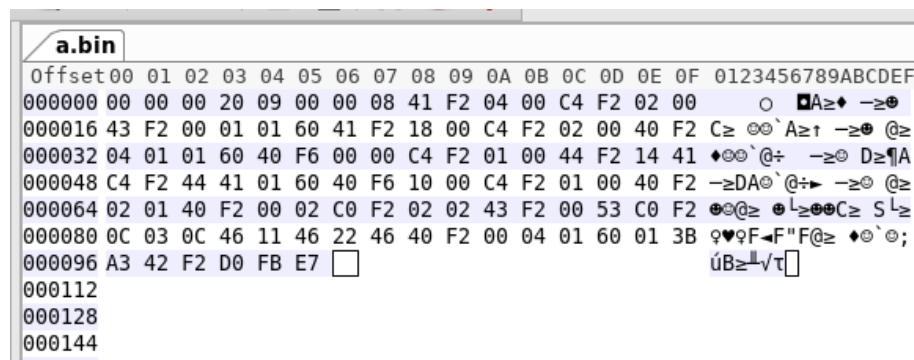 a.bin
Offset 00 01 02 03 04 05 06 07 08 09 0A 0B 0C 0D 0E 0F 0123456789ABCDEF
000000 00 00 00 20 09 00 00 08 41 F2 04 00 C4 F2 02 00 ○ ◘A≥♦ ─≥☻
000016 43 F2 00 01 01 60 41 F2 18 00 C4 F2 02 00 40 F2 C≥ ☺☺`A≥↑ ─≥☻ @≥
000032 04 01 01 60 40 F6 00 00 C4 F2 01 00 44 F2 14 41 ♦☺☺`@÷ ─≥☺ D≥¶A
000048 C4 F2 44 41 01 60 40 F6 10 00 C4 F2 01 00 40 F2 ─≥DA☺`@÷► ─≥☺ @≥
000064 02 01 40 F2 00 02 C0 F2 02 02 43 F2 00 53 C0 F2 ☻☺@≥ ☻└≥☻☻C≥ S└≥
000080 0C 03 0C 46 11 46 22 46 40 F2 00 04 01 60 01 3B ♀♥♀F◄F"F@≥ ♦☺`☺;
000096 A3 42 F2 D0 FB E7 úB≥╨√τ
000112
000128
000144